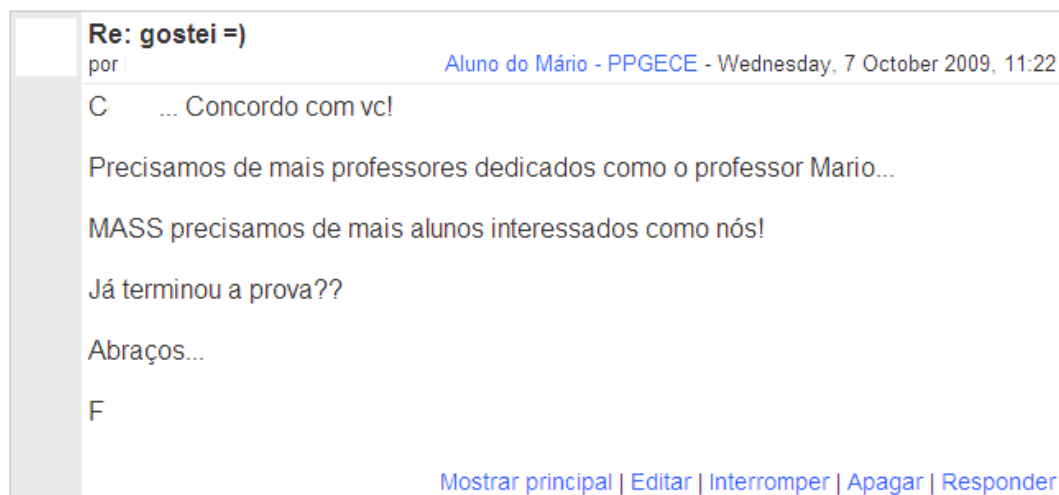 Re: gostei =)
por Aluno do Mário - PPGECE - Wednesday, 7 October 2009, 11:22
C ... Concordo com vc!
Precisamos de mais professores dedicados como o professor Mario...
MASS precisamos de mais alunos interessados como nós!
Já terminou a prova??
Abraços...
F
Mostrar principal | Editar | Interromper | Apagar | Responder